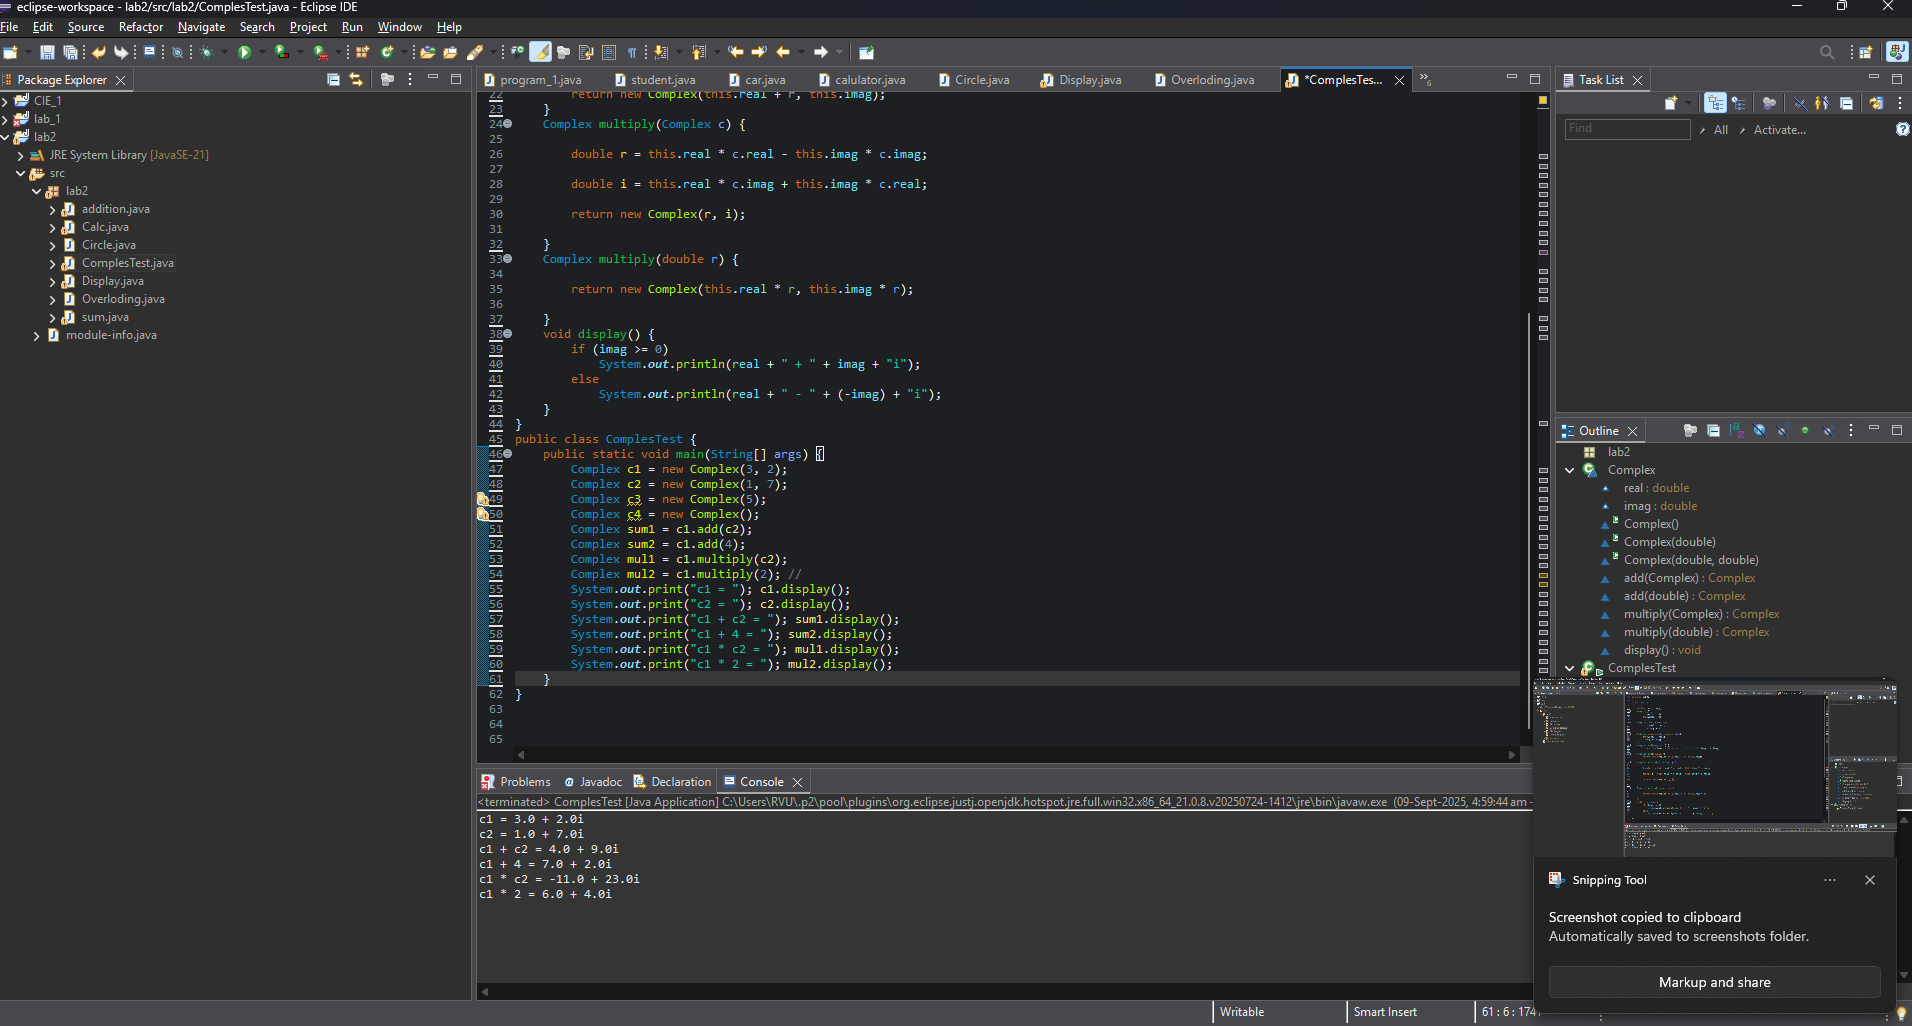 eclipse-workspace - lab2/src/lab2/ComplesTest.java - Eclipse IDE
File Edit Source Refactor Navigate Search Project Run Window Help
Package Explorer
CIE_1
lab_1
lab2
JRE System Library [JavaSE-21]
src
lab2
addition.java
Calc.java
Circle.java
ComplesTest.java
Display.java
Overloding.java
sum.java
module-info.java
program_1.java student.java car.java calulator.java Circle.java Display.java Overloding.java *ComplesTes... »6
22 return new Complex(this.real + r, this.imag);
23 }
24 Complex multiply(Complex c) {
25
26 double r = this.real * c.real - this.imag * c.imag;
27
28 double i = this.real * c.imag + this.imag * c.real;
29
30 return new Complex(r, i);
31
32 }
33 Complex multiply(double r) {
34
35 return new Complex(this.real * r, this.imag * r);
36
37 }
38 void display() {
39 if (imag >= 0)
40 System.out.println(real + " + " + imag + "i");
41 else
42 System.out.println(real + " - " + (-imag) + "i");
43 }
44 }
45 public class ComplesTest {
46 public static void main(String[] args) {
47 Complex c1 = new Complex(3, 2);
48 Complex c2 = new Complex(1, 7);
49 Complex c3 = new Complex(5);
50 Complex c4 = new Complex();
51 Complex sum1 = c1.add(c2);
52 Complex sum2 = c1.add(4);
53 Complex mul1 = c1.multiply(c2);
54 Complex mul2 = c1.multiply(2); //
55 System.out.print("c1 = "); c1.display();
56 System.out.print("c2 = "); c2.display();
57 System.out.print("c1 + c2 = "); sum1.display();
58 System.out.print("c1 + 4 = "); sum2.display();
59 System.out.print("c1 * c2 = "); mul1.display();
60 System.out.print("c1 * 2 = "); mul2.display();
61 }
62 }
63
64
65
Problems Javadoc Declaration Console
<terminated> ComplesTest [Java Application] C:\Users\RVU\.p2\pool\plugins\org.eclipse.justj.openjdk.hotspot.jre.full.win32.x86_64_21.0.8.v20250724-1412\jre\bin\javaw.exe (09-Sept-2025, 4:59:44 am -
c1 = 3.0 + 2.0i
c2 = 1.0 + 7.0i
c1 + c2 = 4.0 + 9.0i
c1 + 4 = 7.0 + 2.0i
c1 * c2 = -11.0 + 23.0i
c1 * 2 = 6.0 + 4.0i
Task List
Find All Activate...
Outline
lab2
Complex
real : double
imag : double
Complex()
Complex(double)
Complex(double, double)
add(Complex) : Complex
add(double) : Complex
multiply(Complex) : Complex
multiply(double) : Complex
display() : void
ComplesTest
Snipping Tool
Screenshot copied to clipboard
Automatically saved to screenshots folder.
Markup and share
Writable Smart Insert 61 : 6 : 174